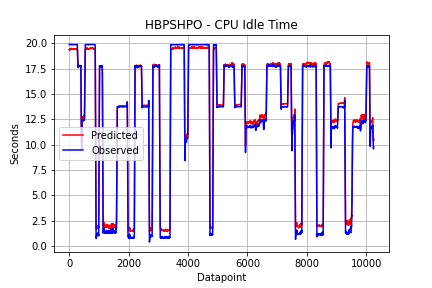 HBPSHPO - CPU Idle Time
20.0
17.5
15.0
12.5
10.0
7.5
5.0
2.5
0.0
Seconds
Predicted
Observed
0 2000 4000 6000 8000 10000
Datapoint